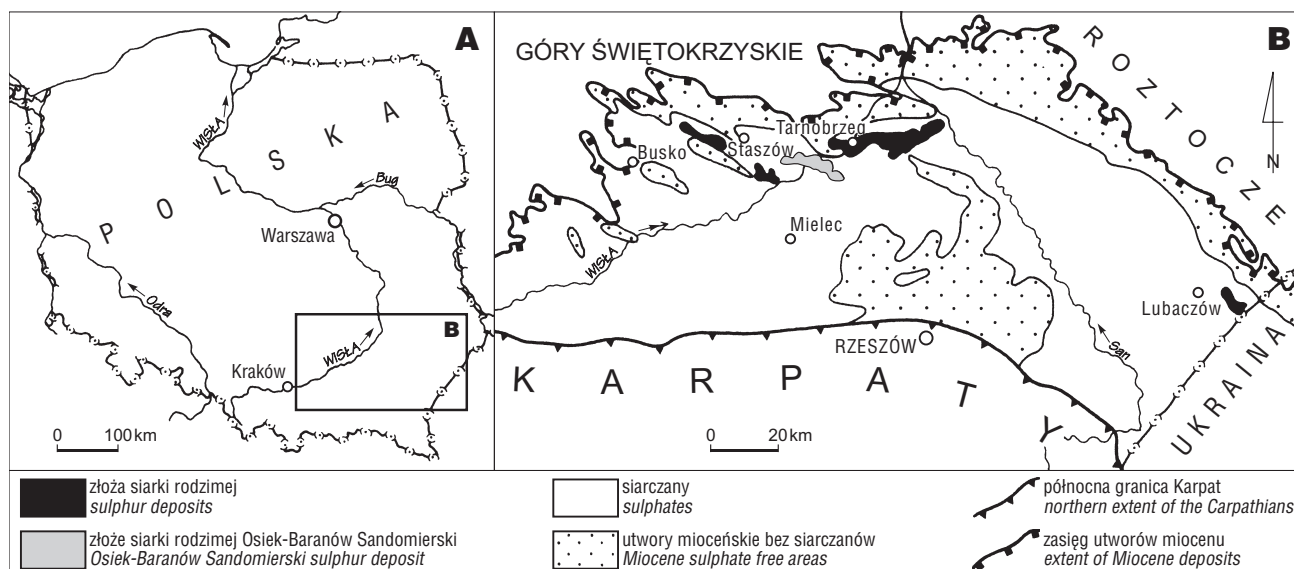 A
POLSKA
WISŁA
Bug
Warszawa
Odra
B
WISŁA
Kraków
0 100 km
B
GÓRY ŚWIĘTOKRZYSKIE
ROZTOCZE
N
Tarnobrzeg
Staszów
Busko
Mielec
WISŁA
Lubaczów
RZESZÓW
San
KARPATY
UKRAINA
0 20 km
złoża siarki rodzimej
sulphur deposits
złoże siarki rodzimej Osiek-Baranów Sandomierski
Osiek-Baranów Sandomierski sulphur deposit
siarczany
sulphates
utwory mioceńskie bez siarczanów
Miocene sulphate free areas
północna granica Karpat
northern extent of the Carpathians
zasięg utworów miocenu
extent of Miocene deposits